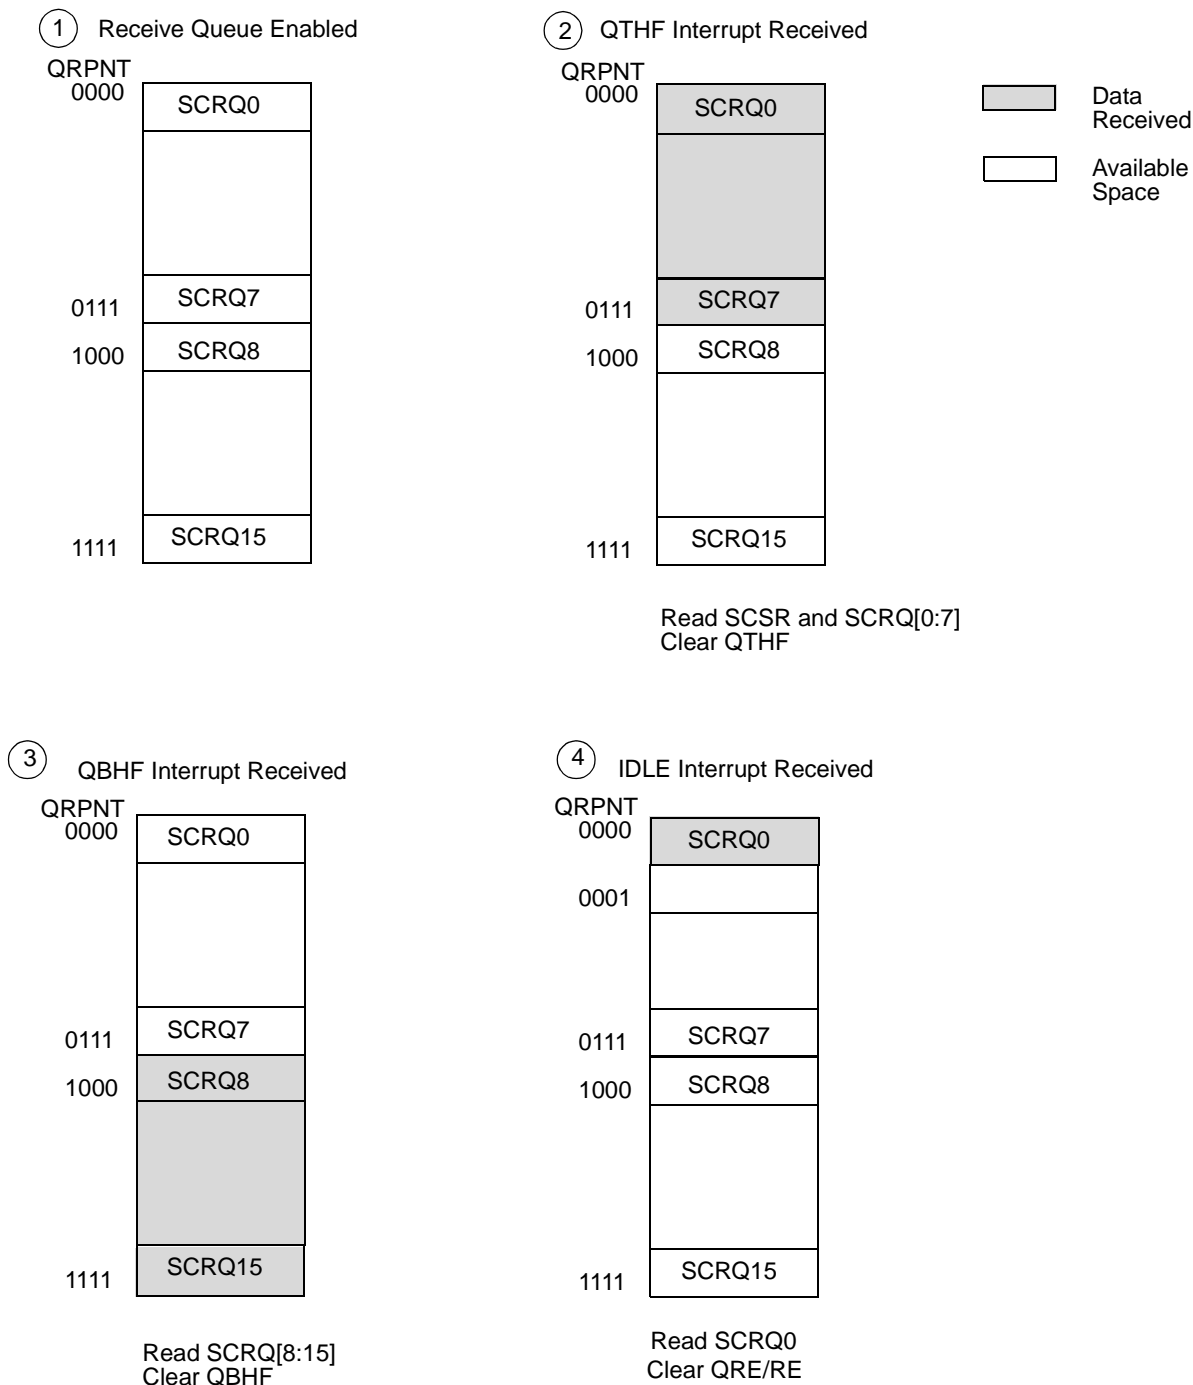 1 Receive Queue Enabled
QRPNT
0000 SCRQ0
0111 SCRQ7
1000 SCRQ8
1111 SCRQ15
2 QTHF Interrupt Received
QRPNT
0000 SCRQ0
0111 SCRQ7
1000 SCRQ8
1111 SCRQ15
Read SCSR and SCRQ[0:7]
Clear QTHF
Data
Received
Available
Space
3 QBHF Interrupt Received
QRPNT
0000 SCRQ0
0111 SCRQ7
1000 SCRQ8
1111 SCRQ15
Read SCRQ[8:15]
Clear QBHF
4 IDLE Interrupt Received
QRPNT
0000 SCRQ0
0001
0111 SCRQ7
1000 SCRQ8
1111 SCRQ15
Read SCRQ0
Clear QRE/RE